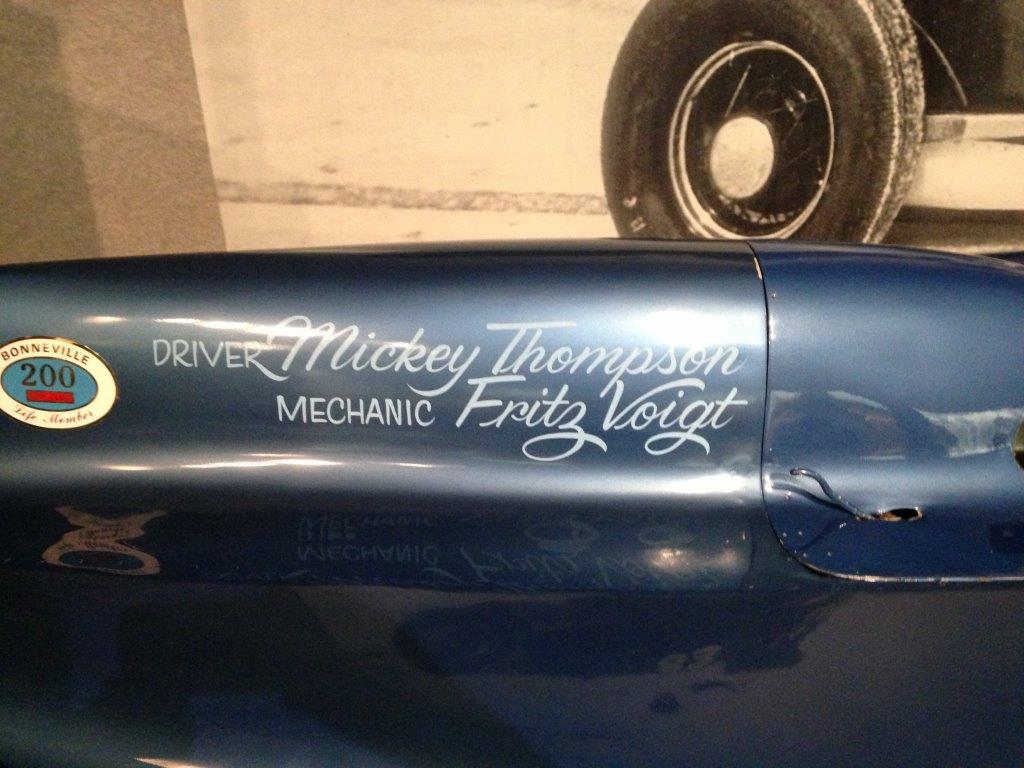 BONNEVILLE
200
Life Member
DRIVER Mickey Thompson
MECHANIC Fritz Voigt